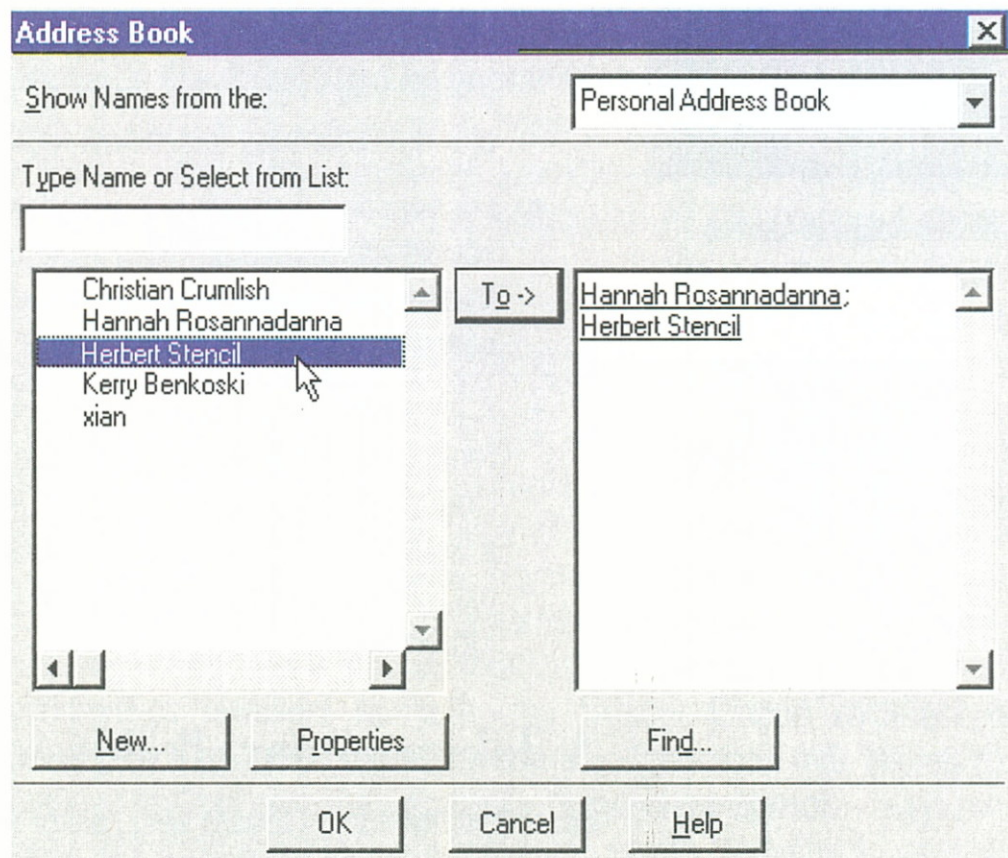 Address Book
Show Names from the:
Personal Address Book
Type Name or Select from List:
Christian Crumlish
Hannah Rosannadanna
Herbert Stencil
Kerry Benkoski
xian
To ->
Hannah Rosannadanna;
Herbert Stencil
New...
Properties
Find...
OK
Cancel
Help